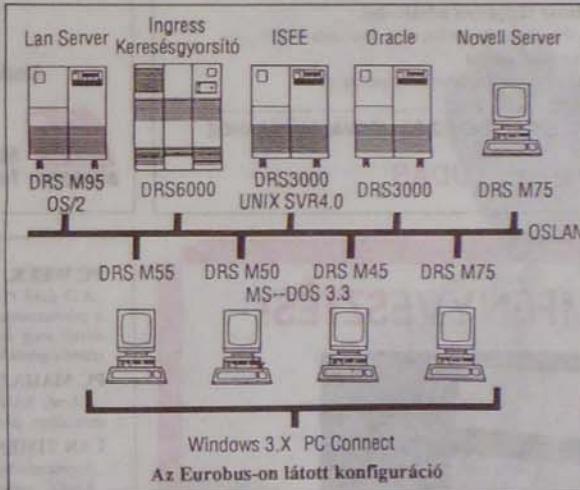 Lan Server
Ingress
Keresésgyorsító
ISEE
Oracle
Novell Server
DRS M95
OS/2
DRS6000
DRS3000
UNIX SVR4.0
DRS3000
DRS M75
OSLAN
DRS M55
DRS M50
DRS M45
DRS M75
MS--DOS 3.3
Windows 3.X PC Connect
Az Eurobus-on látott konfiguráció
PC WEEK